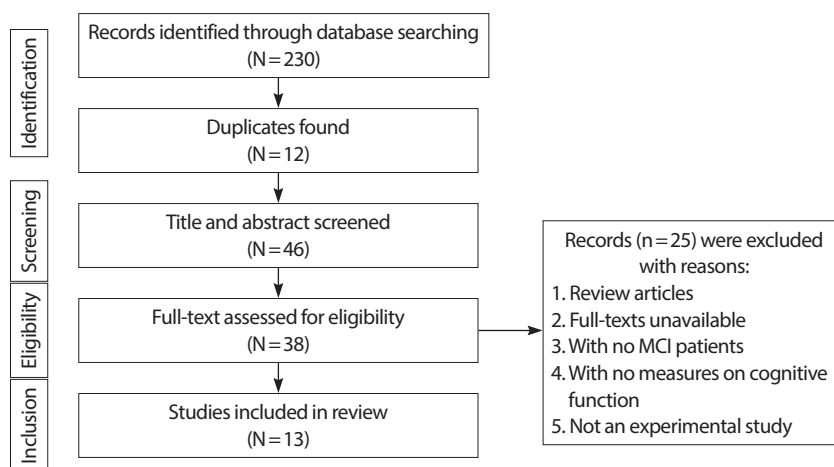 Identification
Records identified through database searching
(N=230)
Duplicates found
(N=12)
Screening
Title and abstract screened
(N=46)
Eligibility
Full-text assessed for eligibility
(N=38)
Records (n=25) were excluded
with reasons:
1. Review articles
2. Full-texts unavailable
3. With no MCI patients
4. With no measures on cognitive
function
5. Not an experimental study
Inclusion
Studies included in review
(N=13)